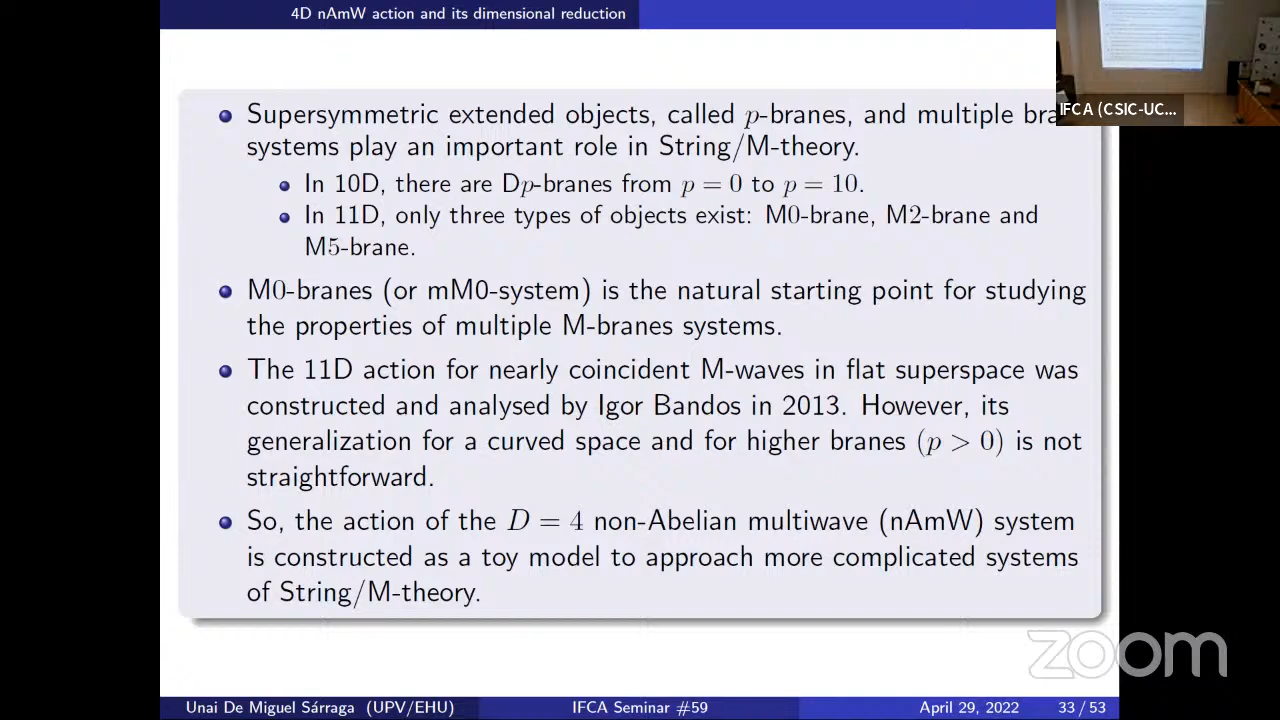 4D nAmW action and its dimensional reduction
Supersymmetric extended objects, called p-branes, and multiple bra
systems play an important role in String/M-theory.
In 10D, there are Dp-branes from p = 0 to p = 10.
In 11D, only three types of objects exist: M0-brane, M2-brane and
M5-brane.
M0-branes (or mM0-system) is the natural starting point for studying
the properties of multiple M-branes systems.
The 11D action for nearly coincident M-waves in flat superspace was
constructed and analysed by Igor Bandos in 2013. However, its
generalization for a curved space and for higher branes (p > 0) is not
straightforward.
So, the action of the D = 4 non-Abelian multiwave (nAmW) system
is constructed as a toy model to approach more complicated systems
of String/M-theory.
IFCA (CSIC-UC...
zoom
Unai De Miguel Sárraga (UPV/EHU) IFCA Seminar #59 April 29, 2022 33 / 53